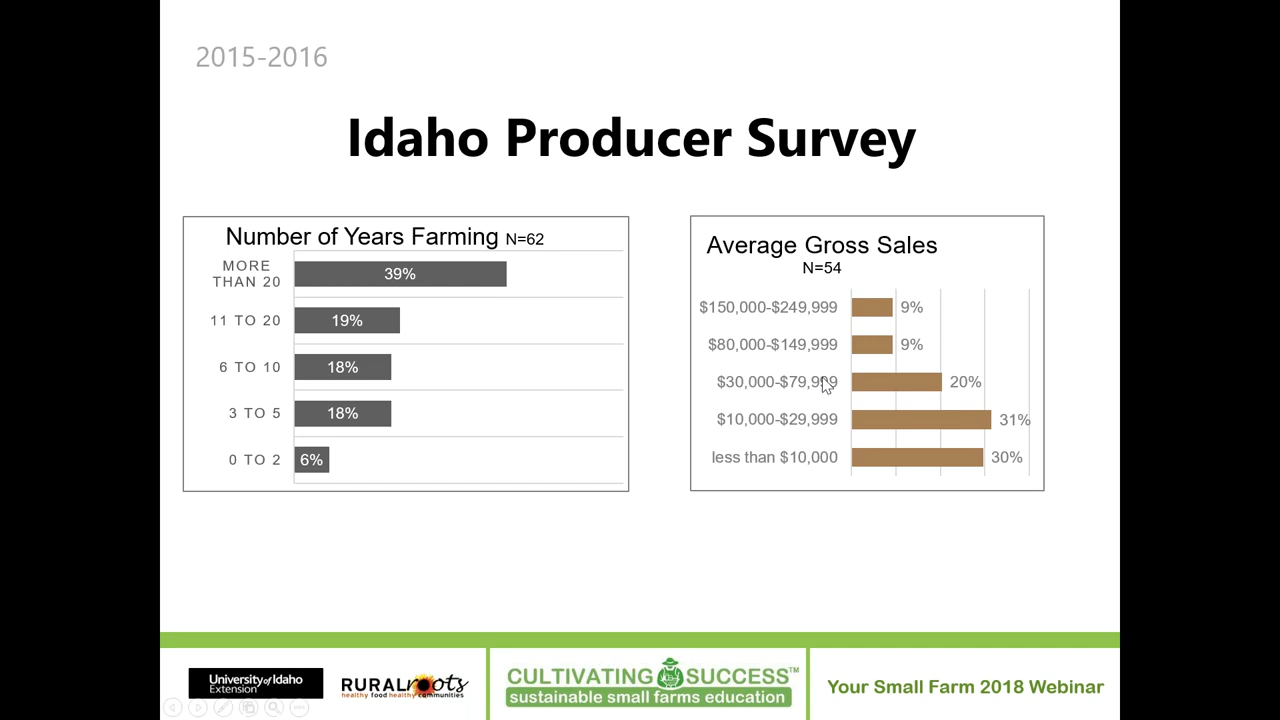 2015-2016
Idaho Producer Survey
Number of Years Farming N=62
MORE
THAN 20
39%
11 TO 20
19%
6 TO 10
18%
3 TO 5
18%
0 TO 2
6%
Average Gross Sales
N=54
$150,000-$249,999
9%
$80,000-$149,999
9%
$30,000-$79,999
20%
$10,000-$29,999
31%
less than $10,000
30%
University of Idaho
Extension
RURALroots
healthy food healthy communities
CULTIVATING SUCCESS™
sustainable small farms education
Your Small Farm 2018 Webinar